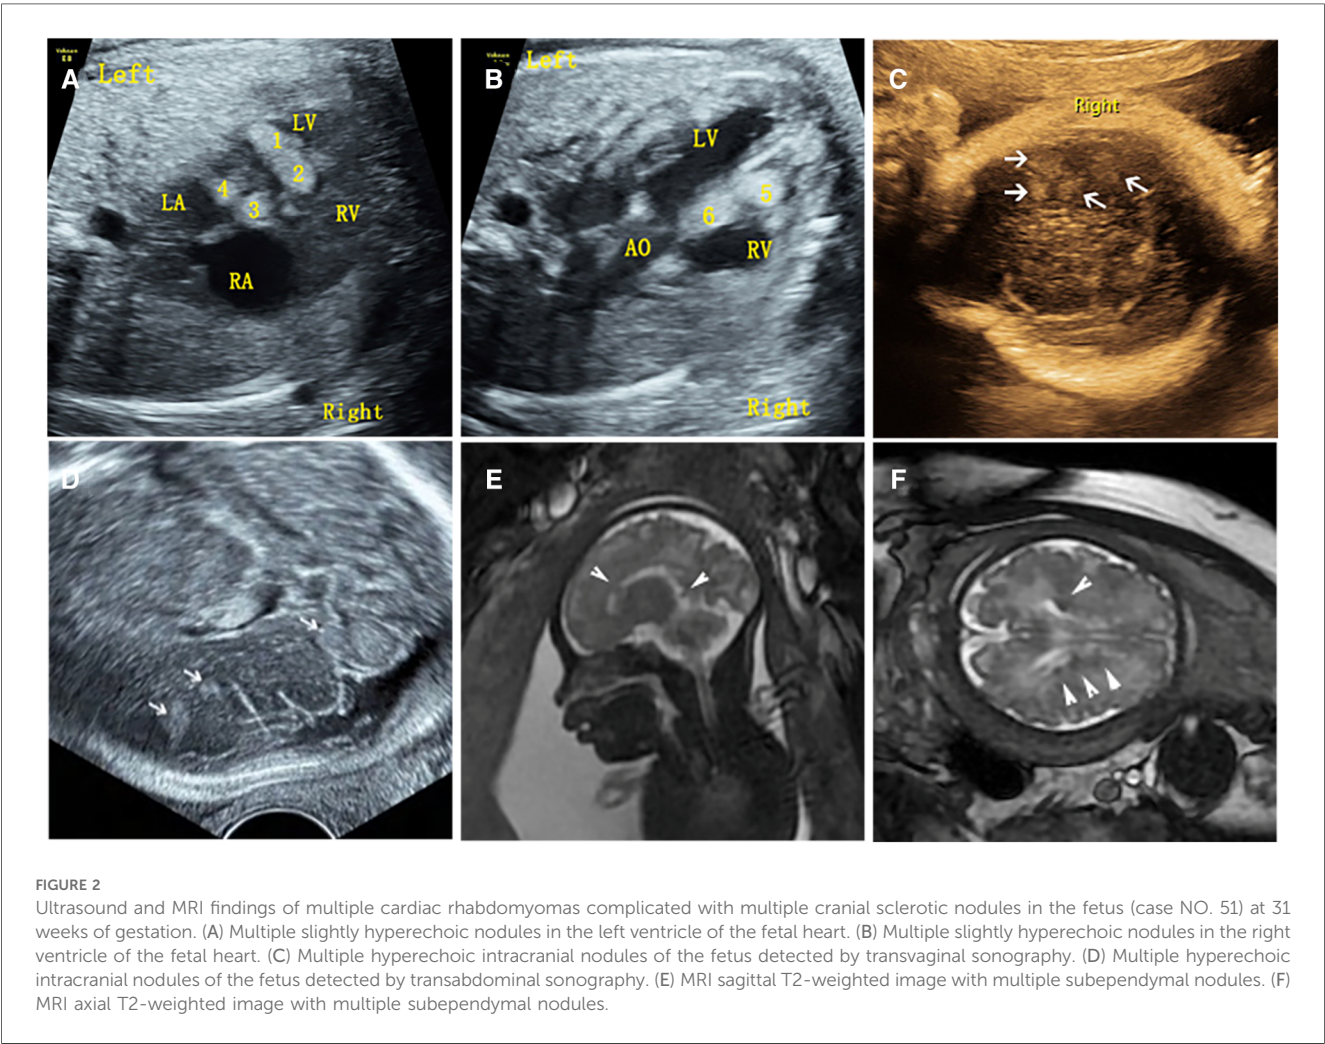 A
Left
LV
1
2
4
3
LA
RV
RA
Right
B
Left
LV
5
6
AO
RV
Right
C
Right
D
E
F
FIGURE 2
Ultrasound and MRI findings of multiple cardiac rhabdomyomas complicated with multiple cranial sclerotic nodules in the fetus (case NO. 51) at 31
weeks of gestation. (A) Multiple slightly hyperechoic nodules in the left ventricle of the fetal heart. (B) Multiple slightly hyperechoic nodules in the right
ventricle of the fetal heart. (C) Multiple hyperechoic intracranial nodules of the fetus detected by transvaginal sonography. (D) Multiple hyperechoic
intracranial nodules of the fetus detected by transabdominal sonography. (E) MRI sagittal T2-weighted image with multiple subependymal nodules. (F)
MRI axial T2-weighted image with multiple subependymal nodules.